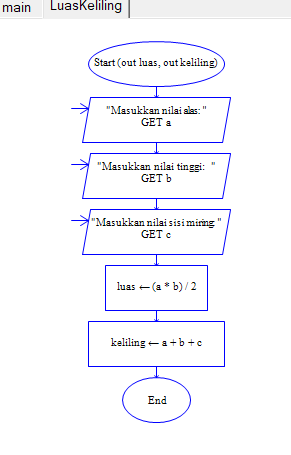 main
LuasKeliling
Start (out luas, out keliling)
"Masukkan nilai alas: "
GET a
"Masukkan nilai tinggi:  "
GET b
"Masukkan nilai sisi miring: "
GET c
luas ← (a * b) / 2
keliling ← a + b + c
End